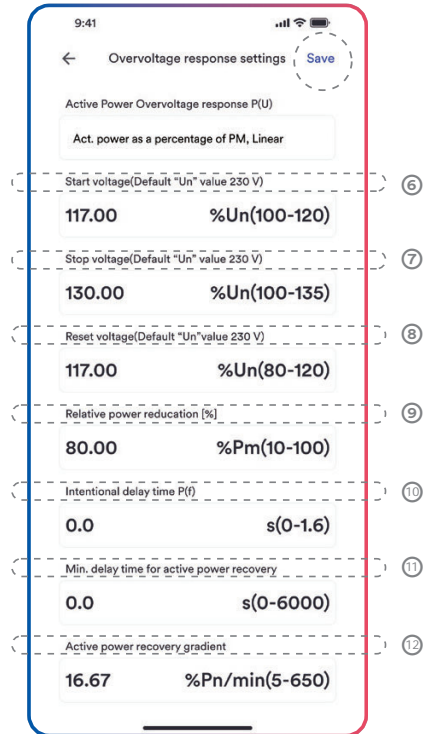 9:41
← Overvoltage response settings Save
Active Power Overvoltage response P(U)
Act. power as a percentage of PM, Linear
Start voltage(Default “Un” value 230 V)
⑥
117.00 %Un(100-120)
Stop voltage(Default “Un” value 230 V)
⑦
130.00 %Un(100-135)
Reset voltage(Default “Un”value 230 V)
⑧
117.00 %Un(80-120)
Relative power reducation [%]
⑨
80.00 %Pm(10-100)
Intentional delay time P(f)
⑩
0.0 s(0-1.6)
Min. delay time for active power recovery
⑪
0.0 s(0-6000)
Active power recovery gradient
⑫
16.67 %Pn/min(5-650)